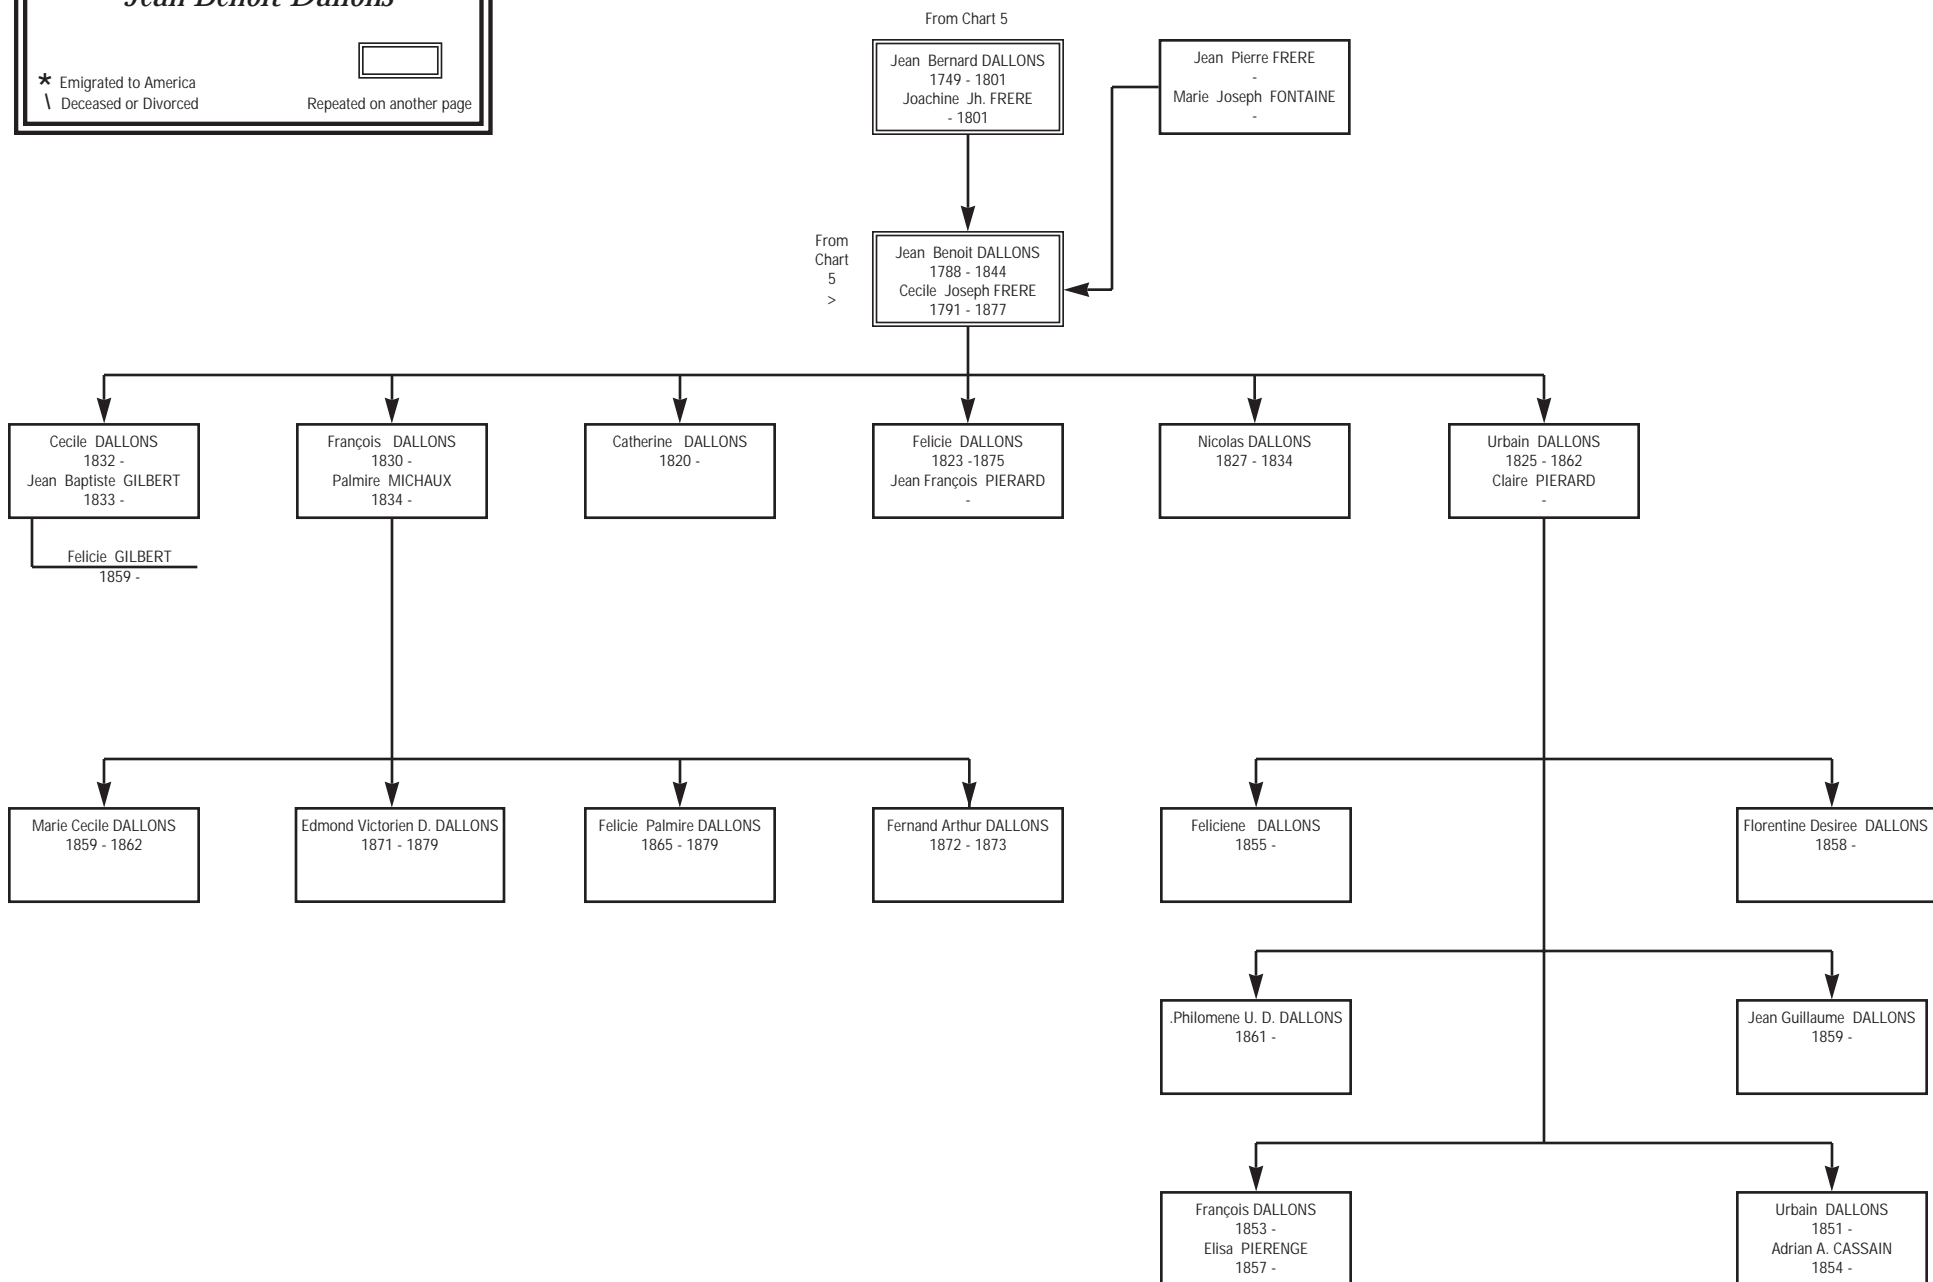 Jean Benoit Dallons
* Emigrated to America
\ Deceased or Divorced
Repeated on another page
From Chart 5
Jean Bernard DALLONS
1749 - 1801
Joachine Jh. FRERE
- 1801
Jean Pierre FRERE
-
Marie Joseph FONTAINE
-
From
Chart
5
>
Jean Benoit DALLONS
1788 - 1844
Cecile Joseph FRERE
1791 - 1877
Cecile DALLONS
1832 -
Jean Baptiste GILBERT
1833 -
François DALLONS
1830 -
Palmire MICHAUX
1834 -
Catherine DALLONS
1820 -
Felicie DALLONS
1823 -1875
Jean François PIERARD
-
Nicolas DALLONS
1827 - 1834
Urbain DALLONS
1825 - 1862
Claire PIERARD
-
Felicie GILBERT
1859 -
Marie Cecile DALLONS
1859 - 1862
Edmond Victorien D. DALLONS
1871 - 1879
Felicie Palmire DALLONS
1865 - 1879
Fernand Arthur DALLONS
1872 - 1873
Feliciene DALLONS
1855 -
Florentine Desiree DALLONS
1858 -
.Philomene U. D. DALLONS
1861 -
Jean Guillaume DALLONS
1859 -
François DALLONS
1853 -
Elisa PIERENGE
1857 -
Urbain DALLONS
1851 -
Adrian A. CASSAIN
1854 -